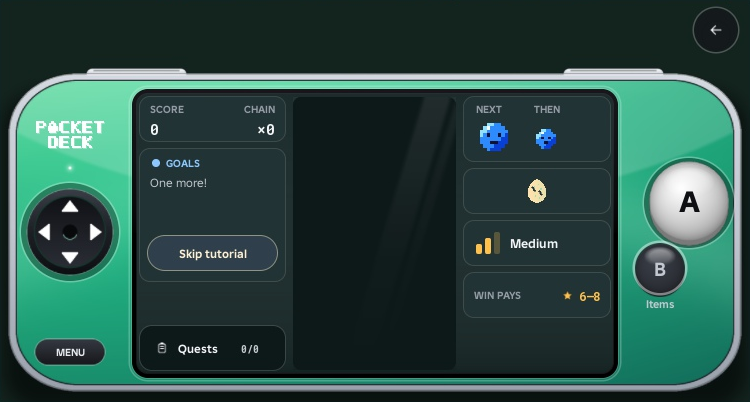 POCKET
DECK
SCORE CHAIN
0 ×0
GOALS
One more!
Skip tutorial
Quests 0/0
NEXT THEN
Medium
WIN PAYS ★ 6–8
A
B
Items
MENU